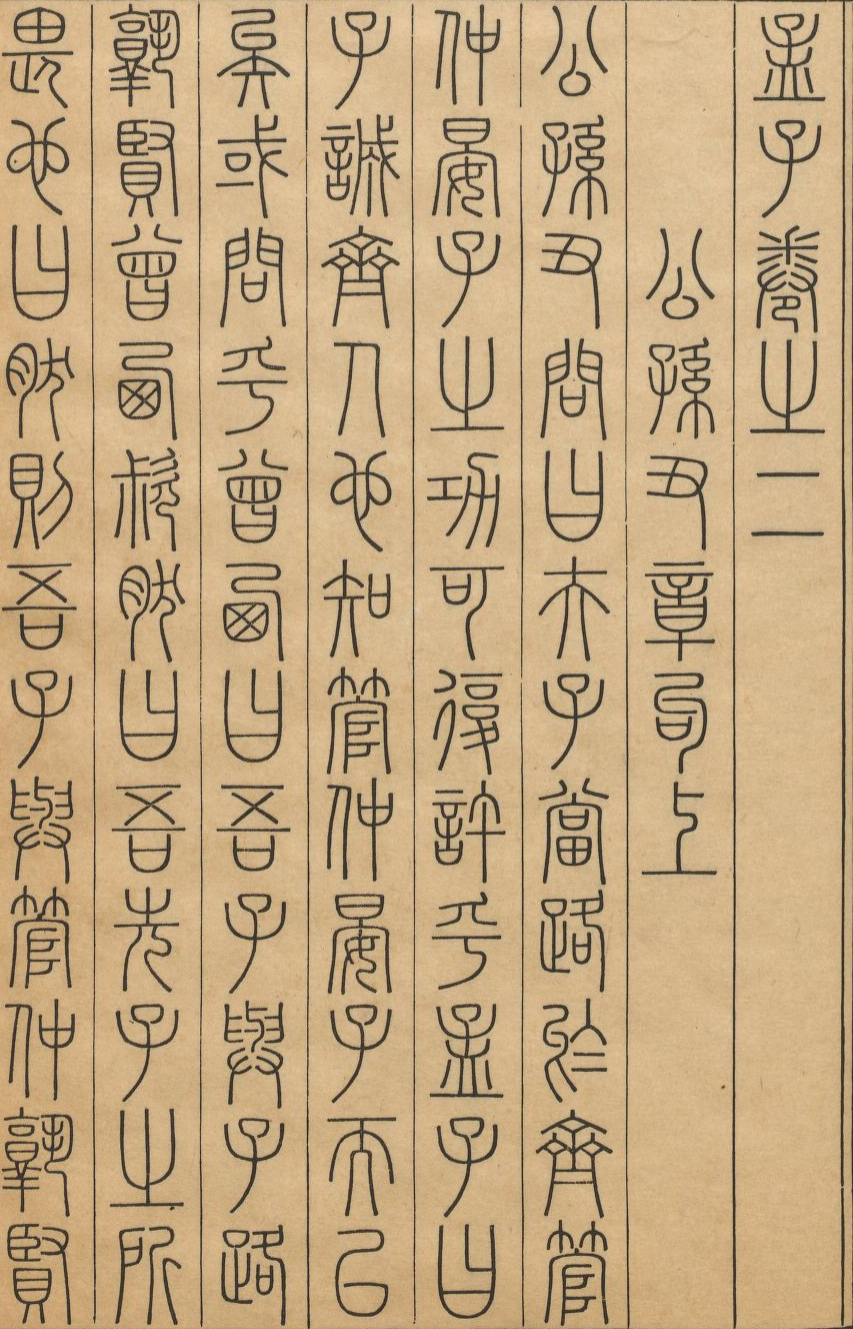 孟子卷之二
公孫丑章句上
公孫丑問曰夫子當路於齊管
仲晏子之功可復許乎孟子曰
子誠齊人也知管仲晏子而已
矣或問乎曾西曰吾子與子路
孰賢曾西蹵然曰吾先子之所
畏也曰然則吾子與管仲孰賢